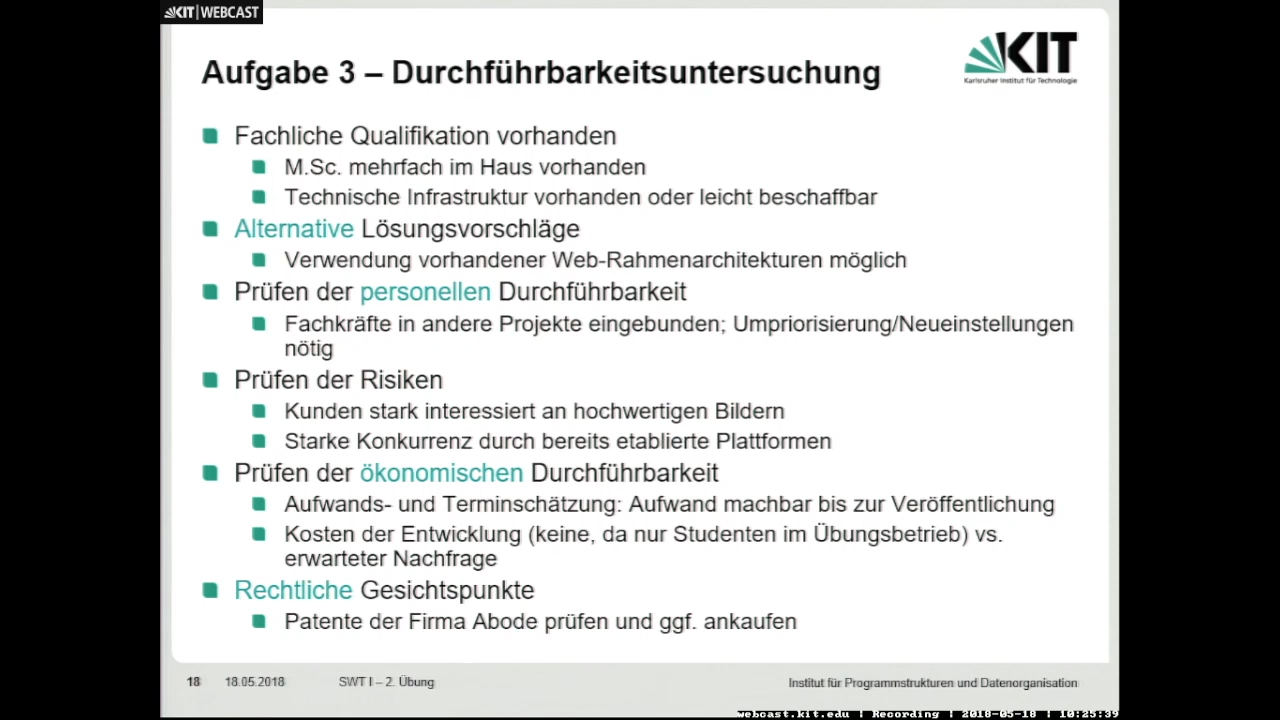 KIT | WEBCAST
KIT
Karlsruher Institut für Technologie
Aufgabe 3 – Durchführbarkeitsuntersuchung
Fachliche Qualifikation vorhanden
M.Sc. mehrfach im Haus vorhanden
Technische Infrastruktur vorhanden oder leicht beschaffbar
Alternative Lösungsvorschläge
Verwendung vorhandener Web-Rahmenarchitekturen möglich
Prüfen der personellen Durchführbarkeit
Fachkräfte in andere Projekte eingebunden; Umpriorisierung/Neueinstellungen
nötig
Prüfen der Risiken
Kunden stark interessiert an hochwertigen Bildern
Starke Konkurrenz durch bereits etablierte Plattformen
Prüfen der ökonomischen Durchführbarkeit
Aufwands- und Terminschätzung: Aufwand machbar bis zur Veröffentlichung
Kosten der Entwicklung (keine, da nur Studenten im Übungsbetrieb) vs.
erwarteter Nachfrage
Rechtliche Gesichtspunkte
Patente der Firma Abode prüfen und ggf. ankaufen
18 18.05.2018 SWT I – 2. Übung Institut für Programmstrukturen und Datenorganisation
webcast.kit.edu | Recording | 2018-05-18 | 10:25:39